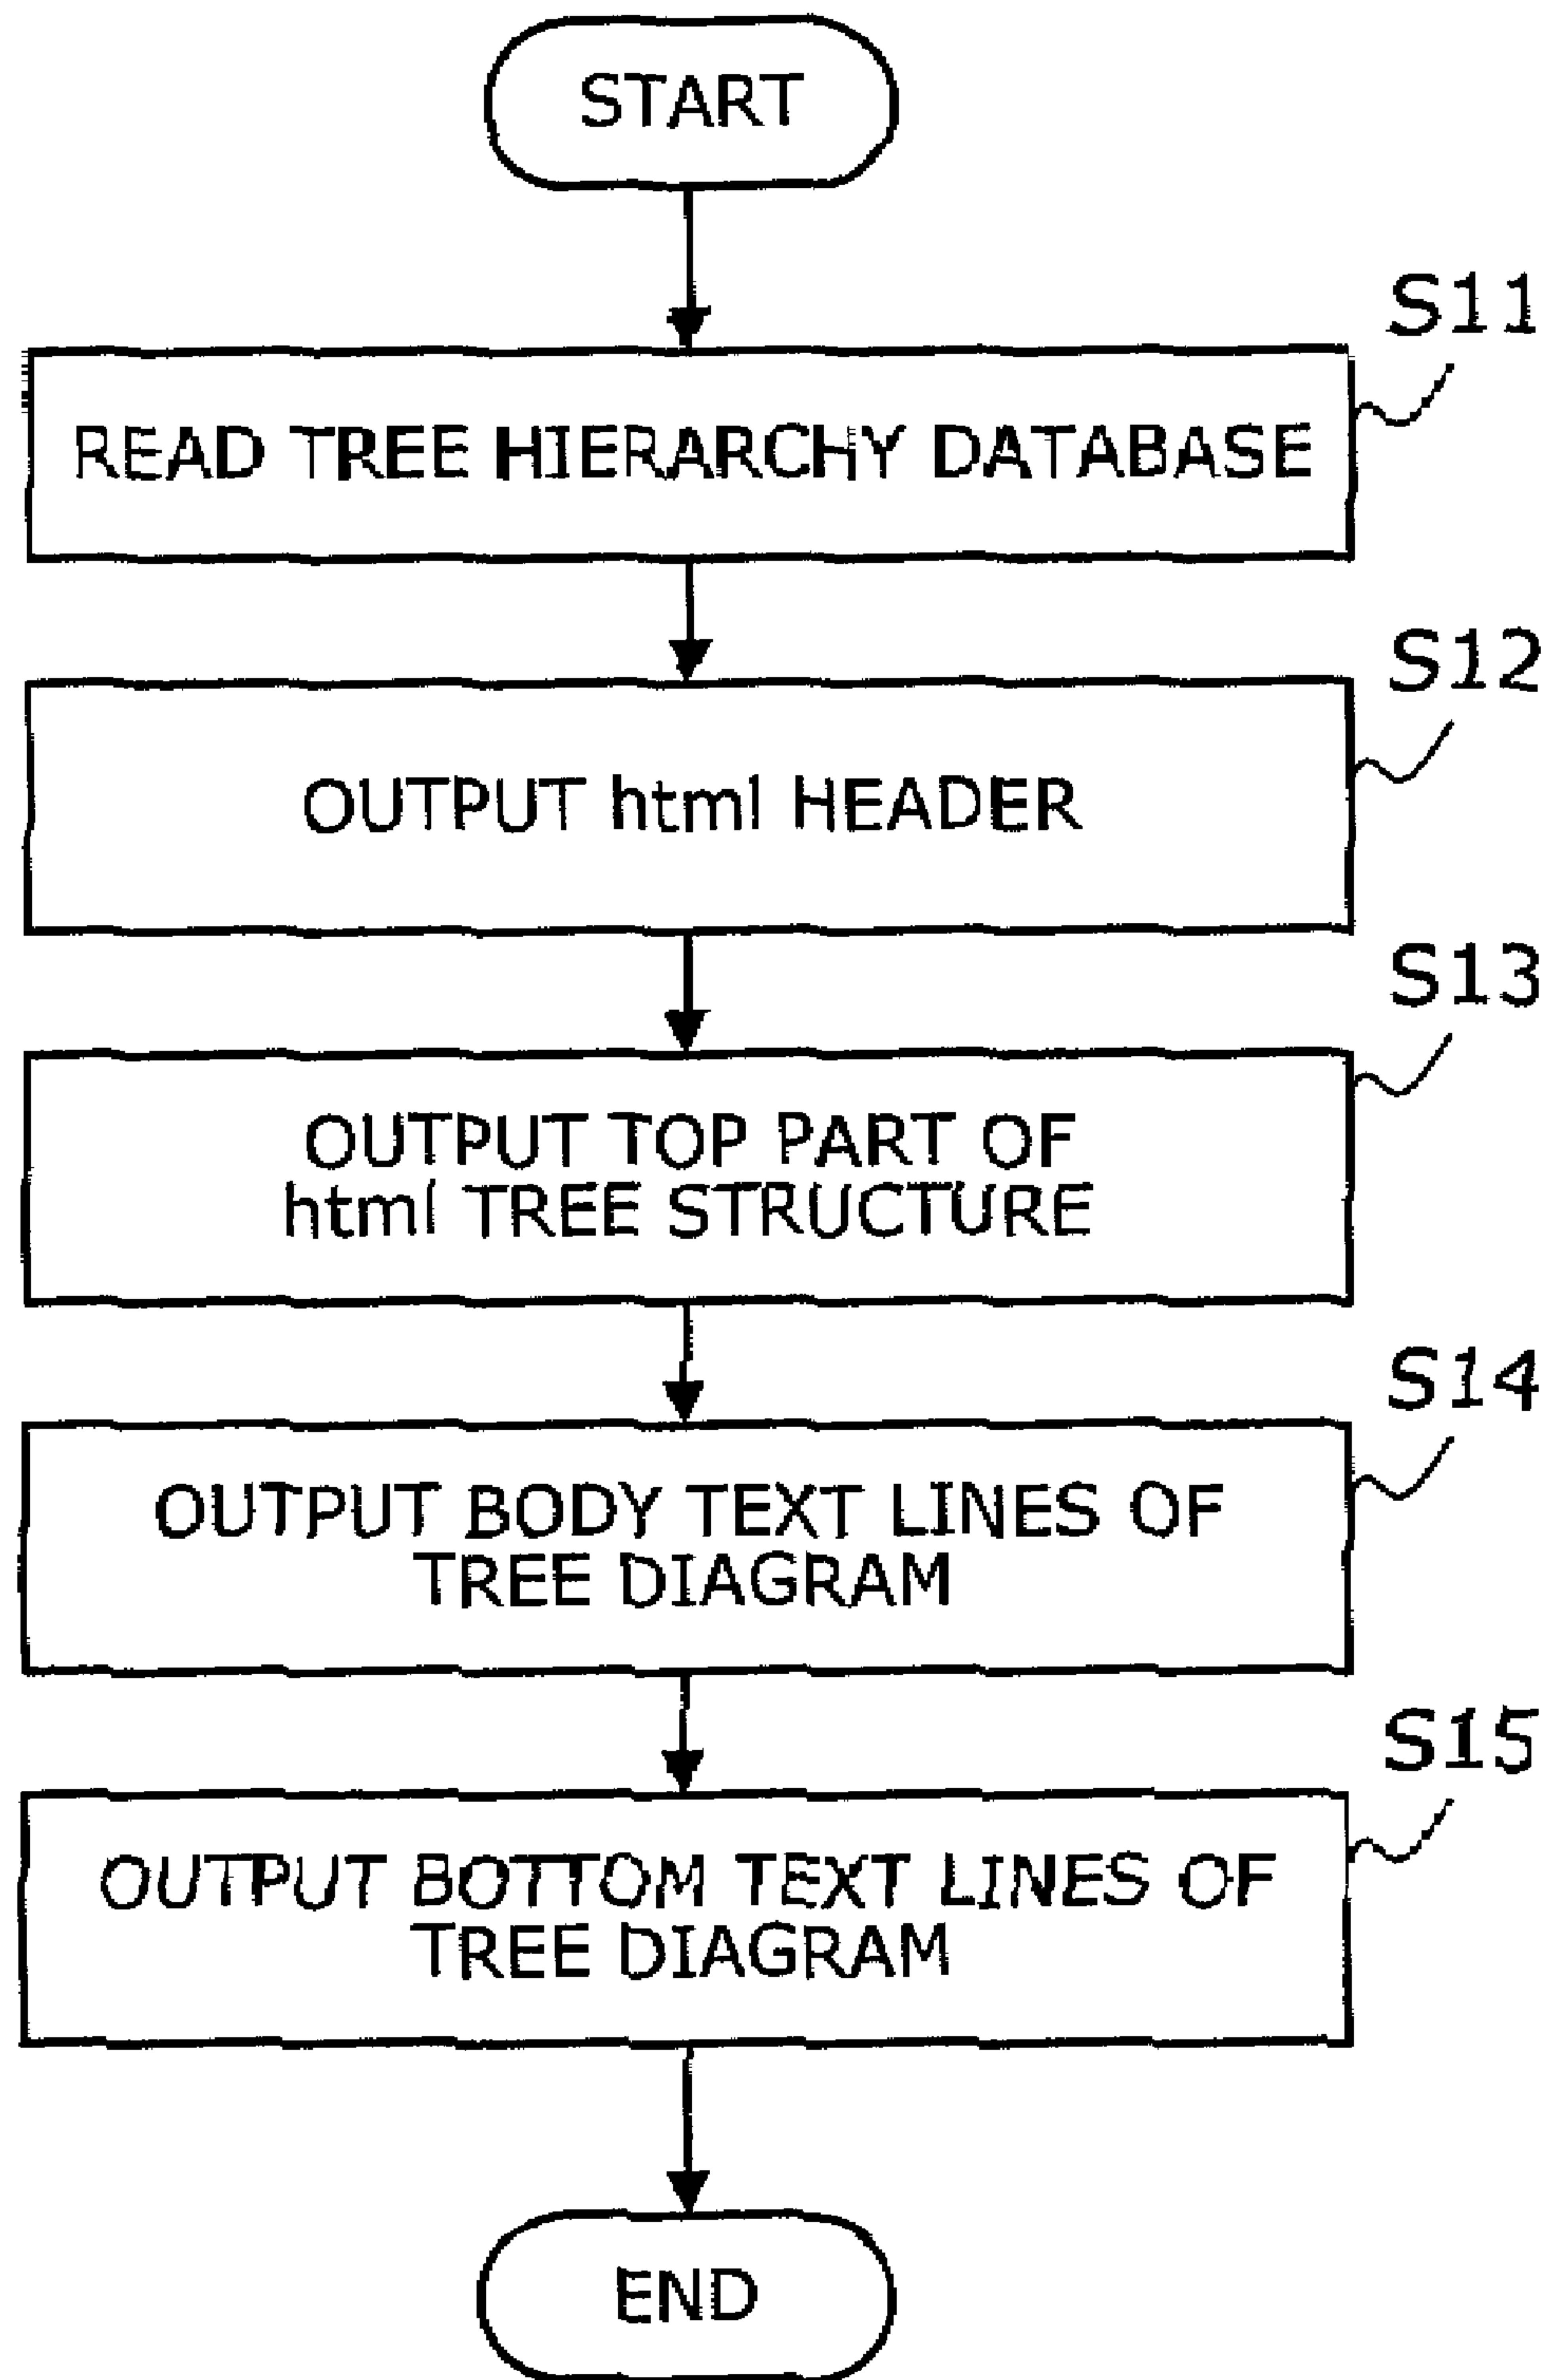 START
S11
READ TREE HIERARCHY DATABASE
S12
OUTPUT html HEADER
S13
OUTPUT TOP PART OF
html TREE STRUCTURE
S14
OUTPUT BODY TEXT LINES OF
TREE DIAGRAM
S15
OUTPUT BOTTOM TEXT LINES OF
TREE DIAGRAM
END